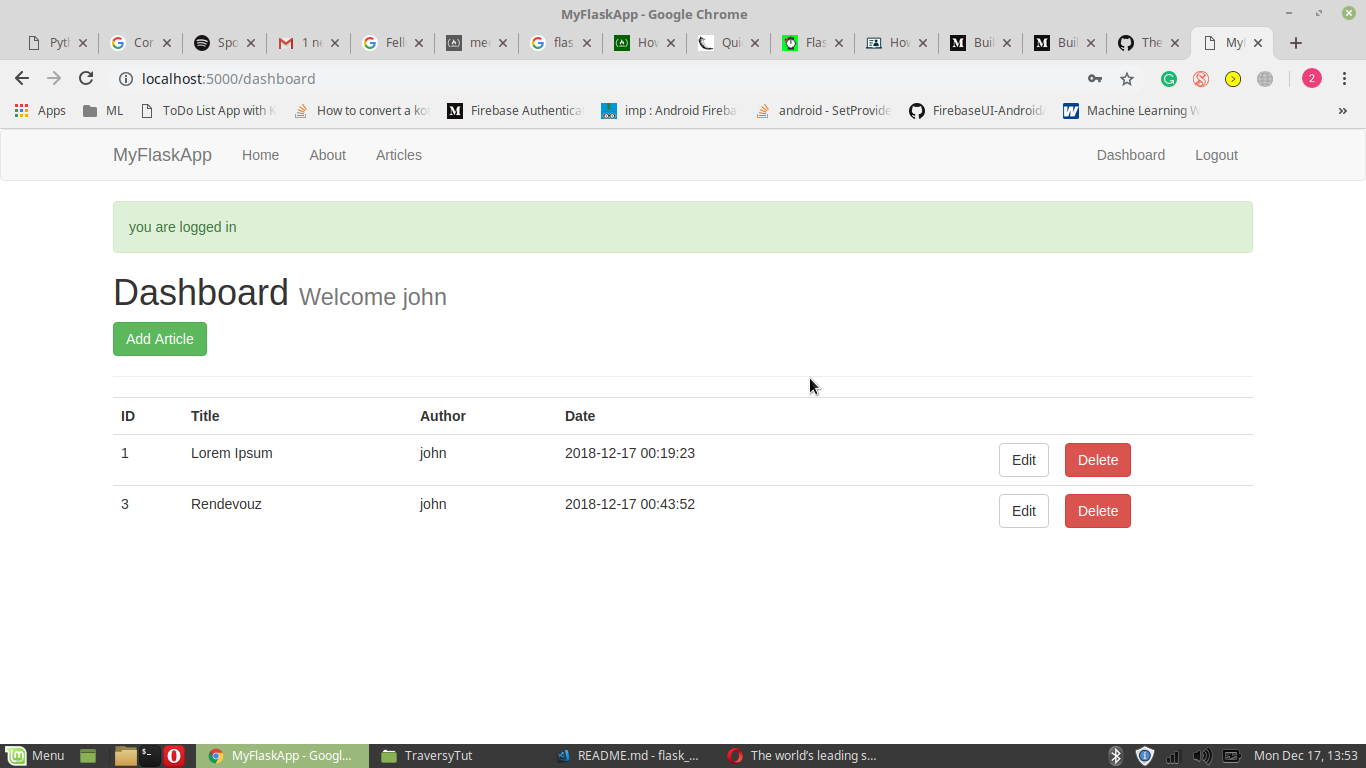 MyFlaskApp - Google Chrome
Pyth Cor Spo 1 n Fell me flas How Qui Flas How Buil Buil The My
localhost:5000/dashboard 2
Apps ML ToDo List App with K How to convert a ko Firebase Authentica imp : Android Fireba android - SetProvide FirebaseUI-Android/ Machine Learning W »
MyFlaskApp Home About Articles Dashboard Logout
you are logged in
Dashboard Welcome john
Add Article
ID Title Author Date
1 Lorem Ipsum john 2018-12-17 00:19:23 Edit Delete
3 Rendevouz john 2018-12-17 00:43:52 Edit Delete
Menu MyFlaskApp - Googl... TraversyTut README.md - flask_... The world's leading s... Mon Dec 17, 13:53